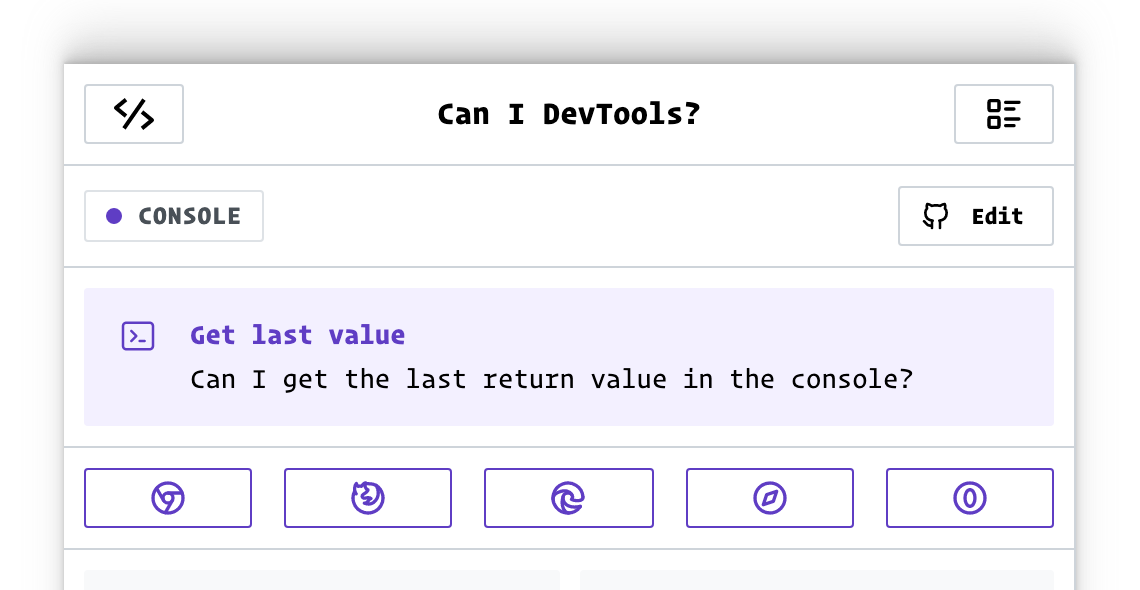 Can I DevTools?
CONSOLE
Edit
Get last value
Can I get the last return value in the console?